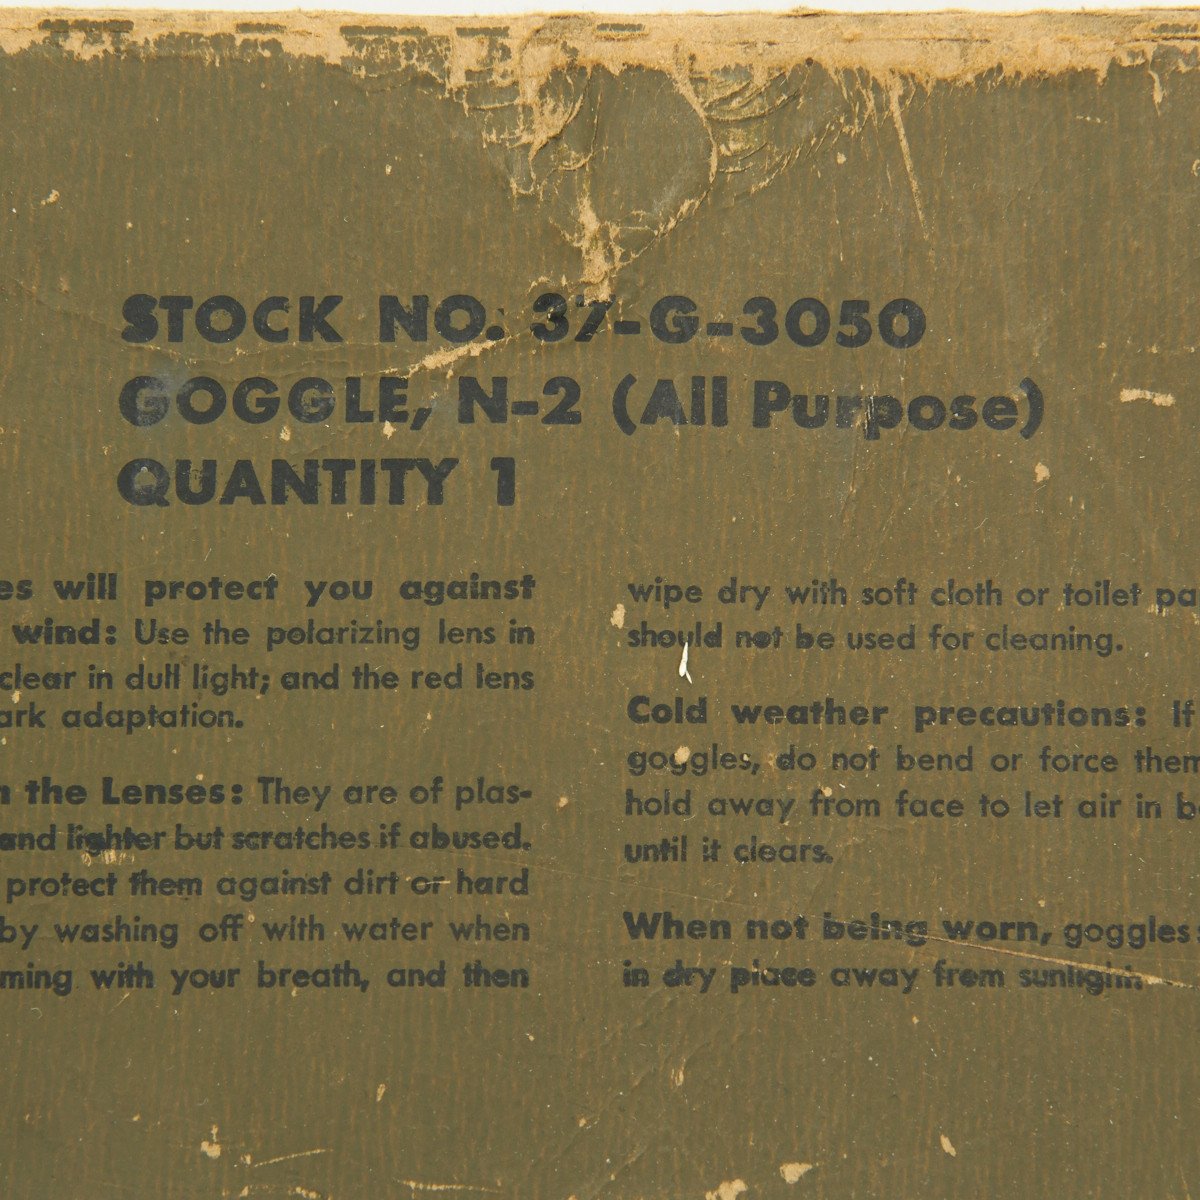 STOCK NO. 37-G-3050
GOGGLE, N-2 (All Purpose)
QUANTITY 1
es will protect you against
wind: Use the polarizing lens in
clear in dull light; and the red lens
ark adaptation.
n the Lenses: They are of plas-
and lighter but scratches if abused.
protect them against dirt or hard
by washing off with water when
ming with your breath, and then
wipe dry with soft cloth or toilet pa
should not be used for cleaning.
Cold weather precautions: If
goggles, do not bend or force them
hold away from face to let air in b
until it clears.
When not being worn, goggles
in dry place away from sunlight.